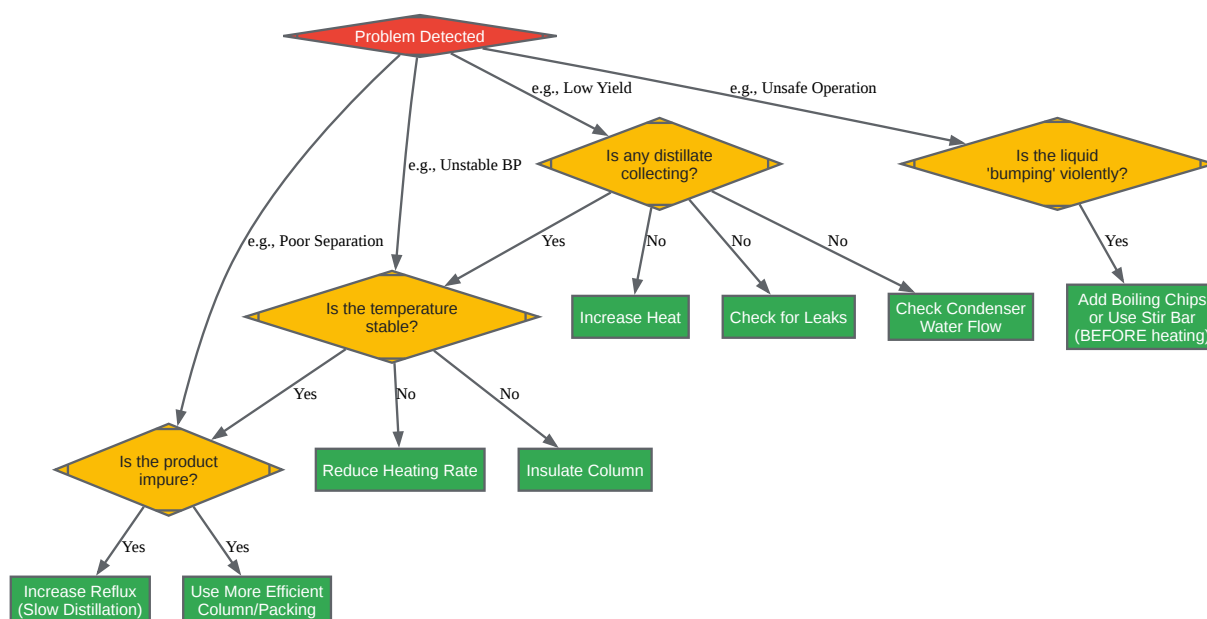 Problem Detected
e.g., Low Yield
e.g., Unsafe Operation
Is any distillate
collecting?
Is the liquid
'bumping' violently?
e.g., Unstable BP
e.g., Poor Separation
Yes
No
No
No
Yes
Is the temperature
stable?
Increase Heat
Check for Leaks
Check Condenser
Water Flow
Add Boiling Chips
or Use Stir Bar
(BEFORE heating)
Yes
No
No
Is the product
impure?
Reduce Heating Rate
Insulate Column
Yes
Yes
Increase Reflux
(Slow Distillation)
Use More Efficient
Column/Packing